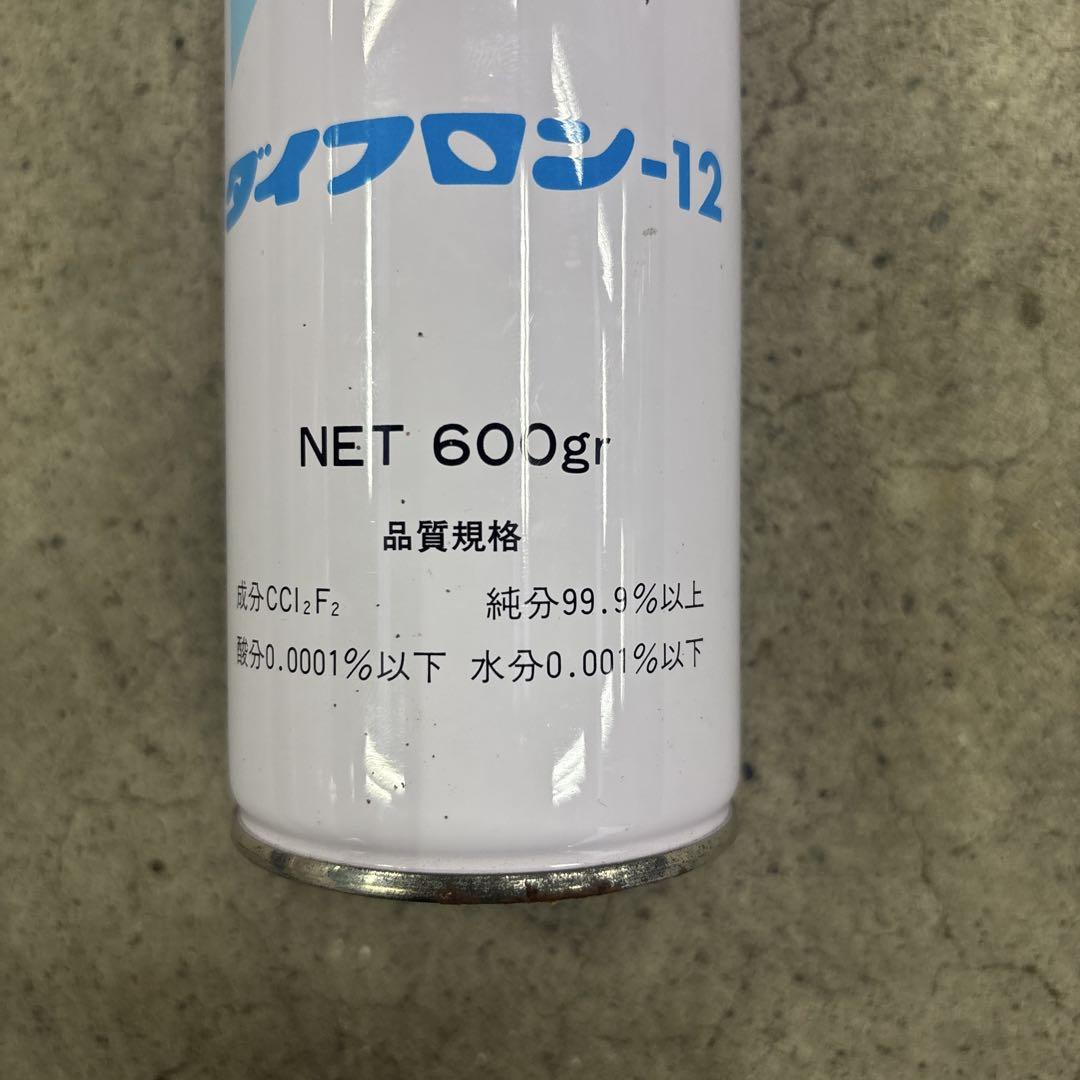 ダイフロン-12
NET 600gr
品質規格
成分CCl₂F₂ 純分99.9%以上
酸分0.0001%以下 水分0.001%以下